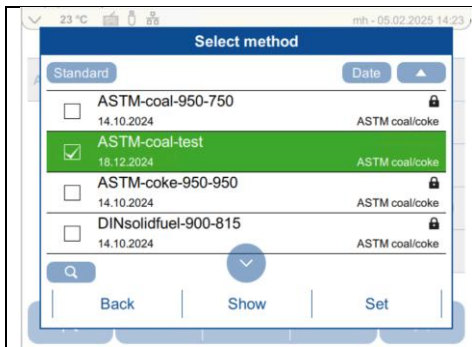 23 °C
mh - 05.02.2025 14:23
Select method
Standard Date
ASTM-coal-950-750
14.10.2024 ASTM coal/coke
ASTM-coal-test
18.12.2024 ASTM coal/coke
ASTM-coke-950-950
14.10.2024 ASTM coal/coke
DINsolidfuel-900-815
14.10.2024 ASTM coal/coke
Back Show Set